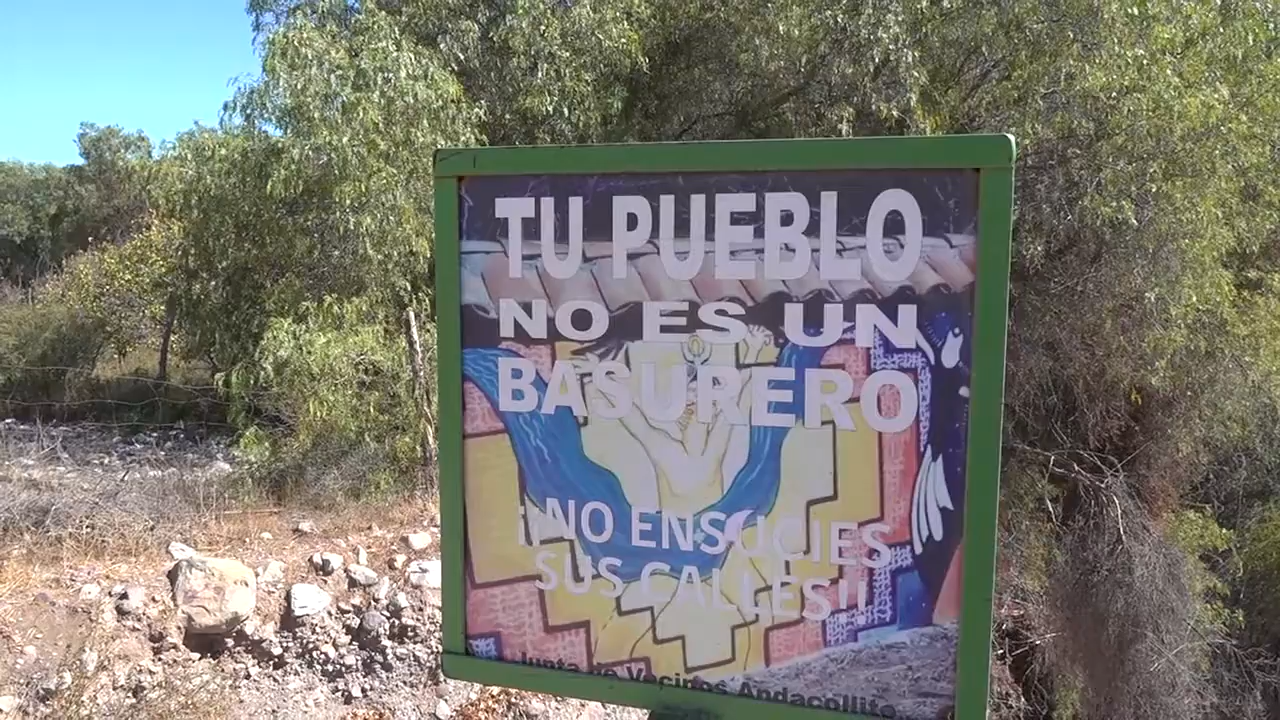 TU PUEBLO
NO ES UN
BASURERO
¡¡NO ENSUCIES
SUS CALLES!!
Junta de Vecinos Andacollito